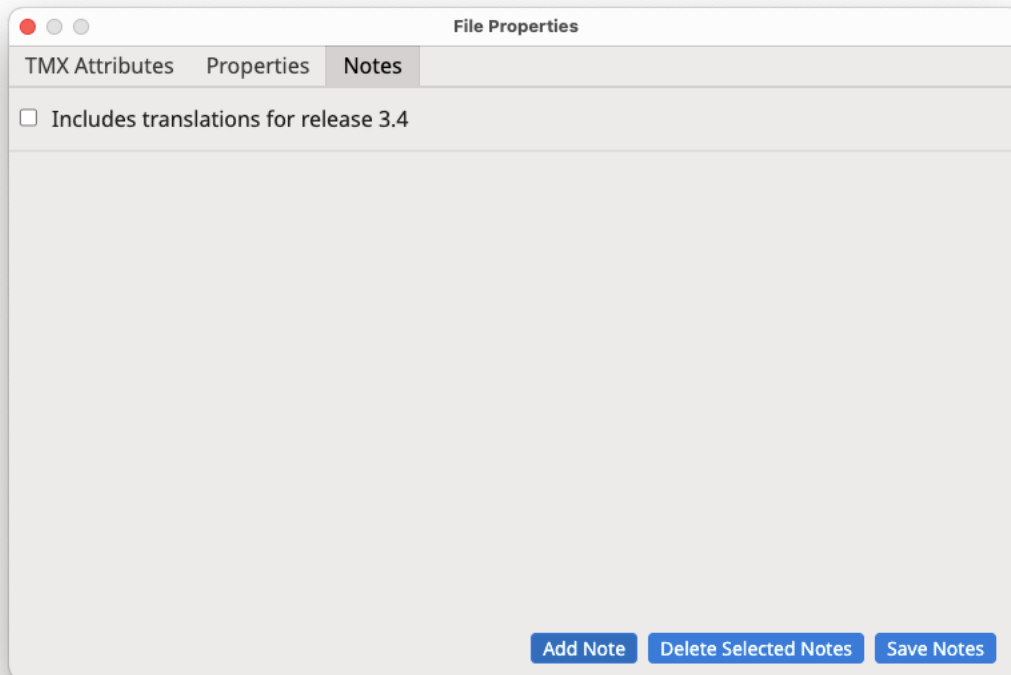 File Properties
TMX Attributes Properties Notes
Includes translations for release 3.4
Add Note Delete Selected Notes Save Notes